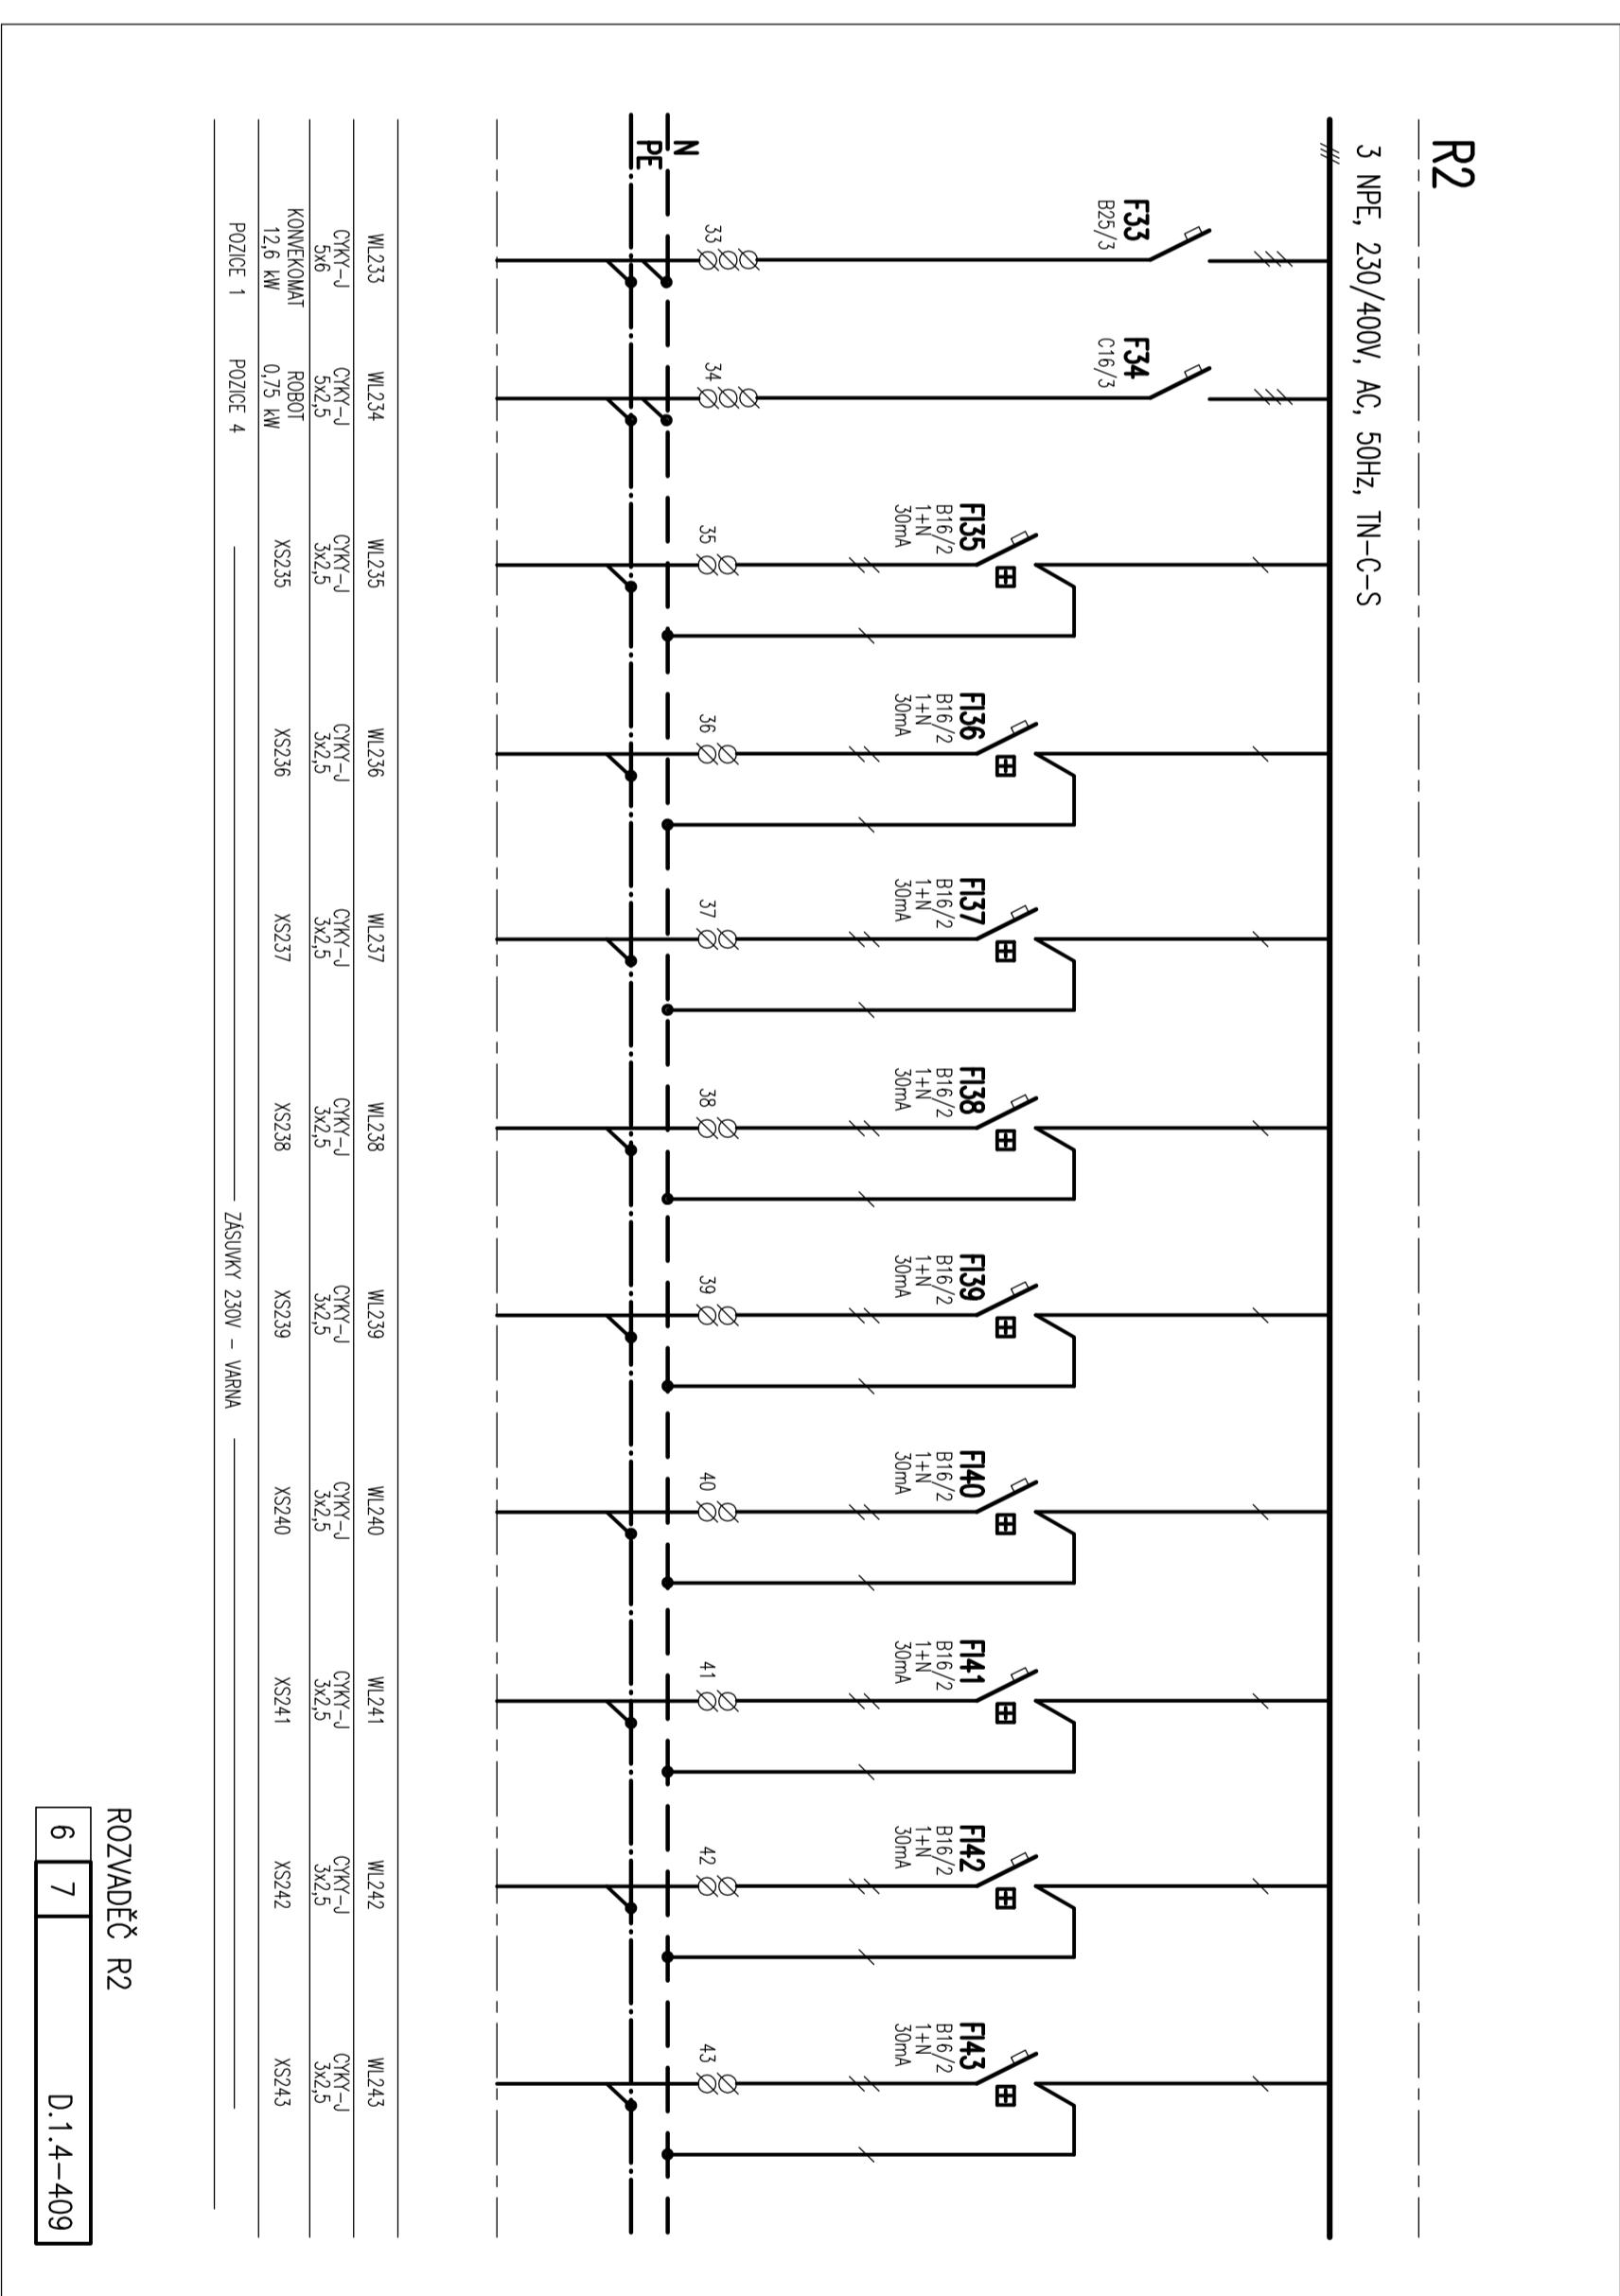 R2
3 NPE, 230/400V, AC, 50Hz, TN-C-S
F33
B25/3
F34
C16/3
FI35
B16/2
1+N
30mA
FI36
B16/2
1+N
30mA
FI37
B16/2
1+N
30mA
FI38
B16/2
1+N
30mA
FI39
B16/2
1+N
30mA
FI40
B16/2
1+N
30mA
FI41
B16/2
1+N
30mA
FI42
B16/2
1+N
30mA
FI43
B16/2
1+N
30mA
33
34
35
36
37
38
39
40
41
42
43
N
PE
WL233
CYKY-J
5x6
KONVEKOMAT
12,6 kW
POZICE 1
WL234
CYKY-J
5x2,5
ROBOT
0,75 kW
POZICE 4
WL235
CYKY-J
3x2,5
XS235
WL236
CYKY-J
3x2,5
XS236
WL237
CYKY-J
3x2,5
XS237
WL238
CYKY-J
3x2,5
XS238
WL239
CYKY-J
3x2,5
XS239
WL240
CYKY-J
3x2,5
XS240
WL241
CYKY-J
3x2,5
XS241
WL242
CYKY-J
3x2,5
XS242
WL243
CYKY-J
3x2,5
XS243
ZÁSUVKY 230V - VARNA
ROZVADĚČ R2
6 7 D.1.4-409